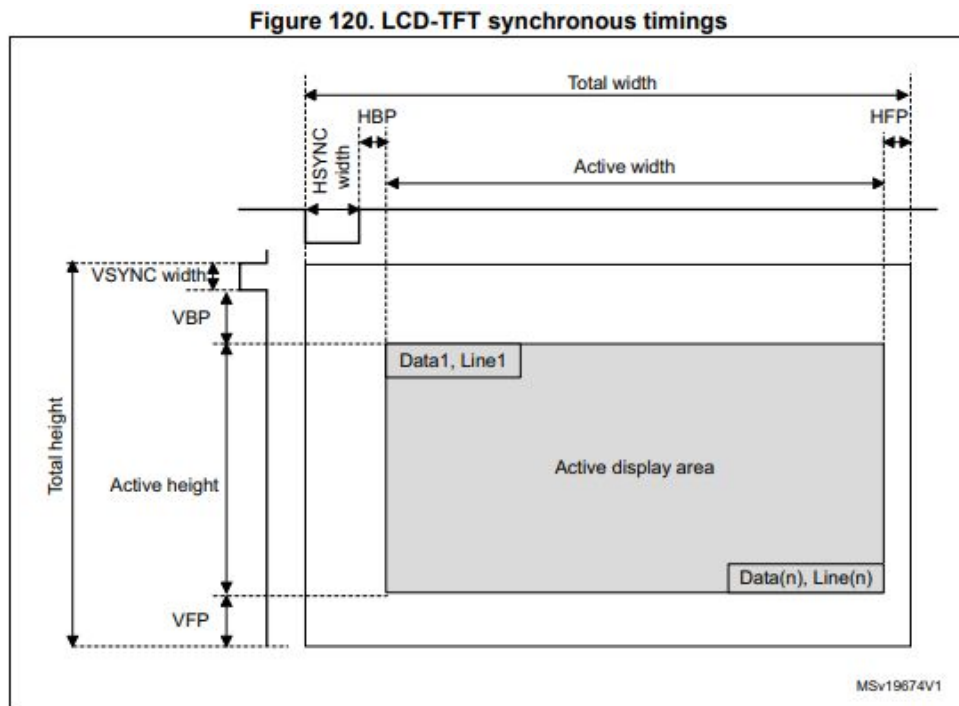 Figure 120. LCD-TFT synchronous timings
Total width
HBP
HFP
HSYNC
width
Active width
VSYNC width
VBP
Data1, Line1
Total height
Active height
Active display area
Data(n), Line(n)
VFP
MSv19674V1